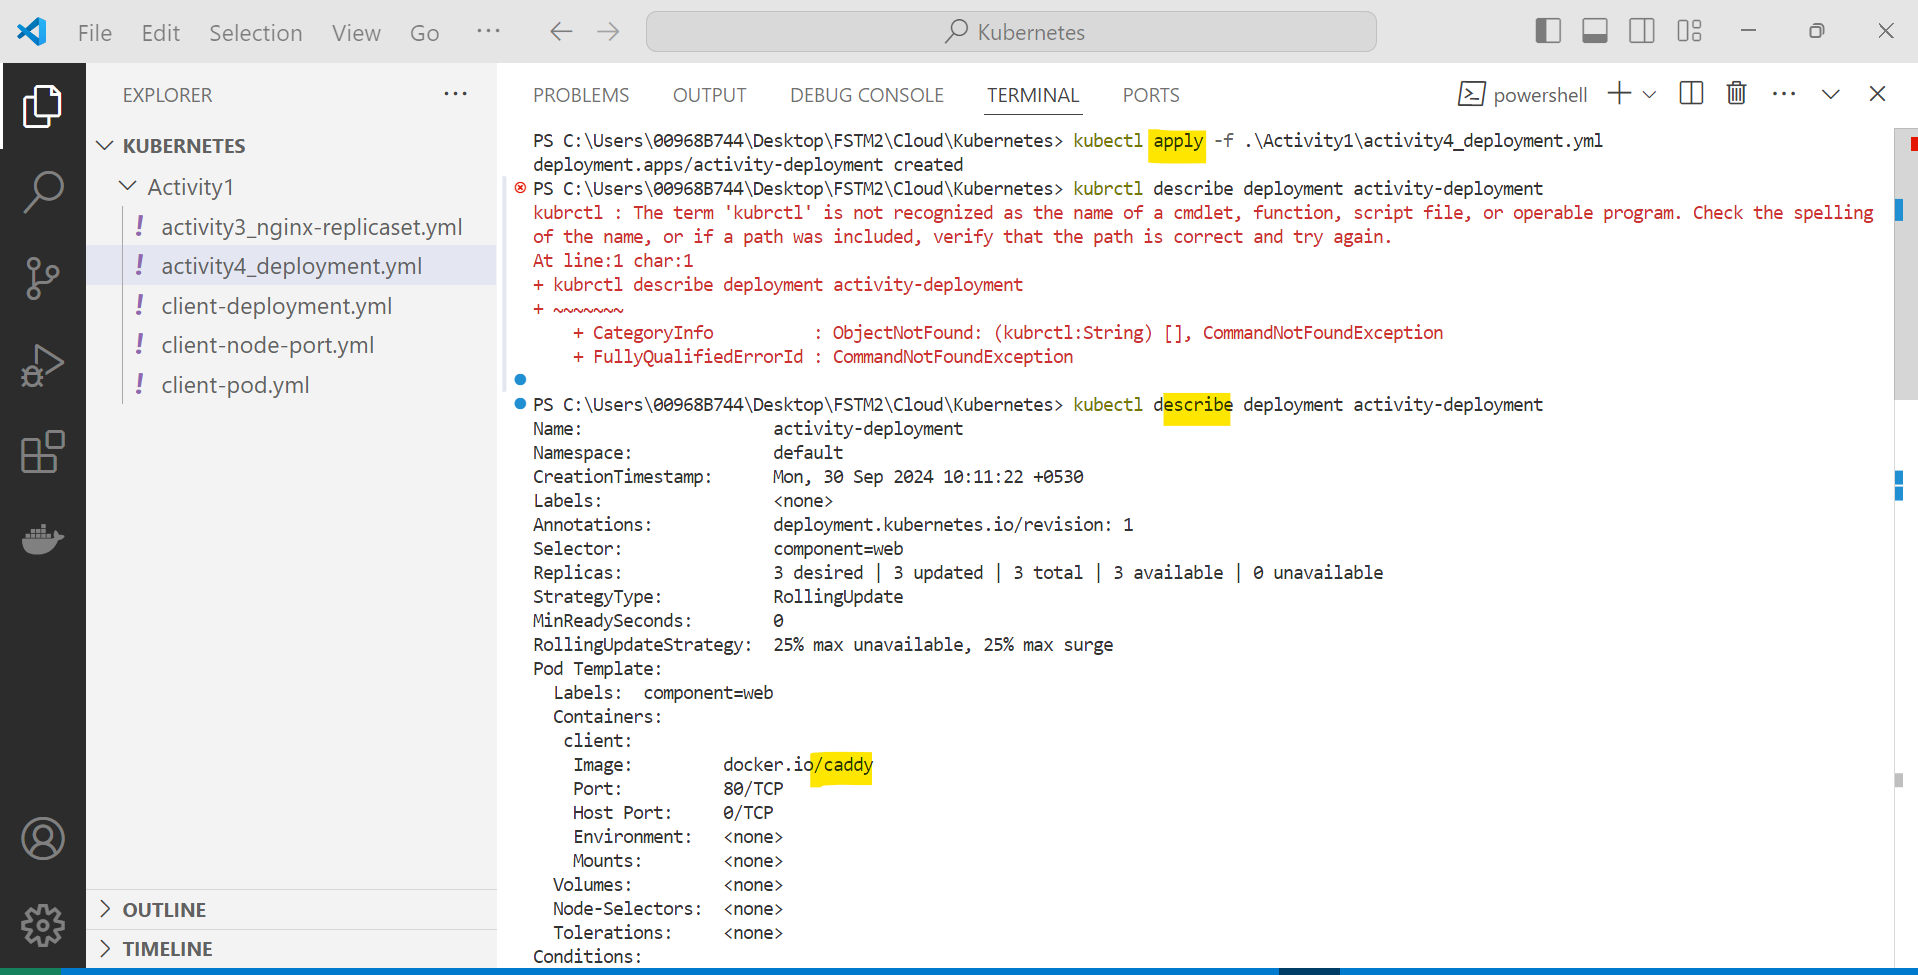 File Edit Selection View Go ...
Kubernetes
EXPLORER
KUBERNETES
Activity1
! activity3_nginx-replicaset.yml
! activity4_deployment.yml
! client-deployment.yml
! client-node-port.yml
! client-pod.yml
OUTLINE
TIMELINE
PROBLEMS OUTPUT DEBUG CONSOLE TERMINAL PORTS
powershell
PS C:\Users\00968B744\Desktop\FSTM2\Cloud\Kubernetes> kubectl apply -f .\Activity1\activity4_deployment.yml
deployment.apps/activity-deployment created
PS C:\Users\00968B744\Desktop\FSTM2\Cloud\Kubernetes> kubrctl describe deployment activity-deployment
kubrctl : The term 'kubrctl' is not recognized as the name of a cmdlet, function, script file, or operable program. Check the spelling
of the name, or if a path was included, verify that the path is correct and try again.
At line:1 char:1
+ kubrctl describe deployment activity-deployment
+ ~~~~~~~
+ CategoryInfo : ObjectNotFound: (kubrctl:String) [], CommandNotFoundException
+ FullyQualifiedErrorId : CommandNotFoundException
PS C:\Users\00968B744\Desktop\FSTM2\Cloud\Kubernetes> kubectl describe deployment activity-deployment
Name: activity-deployment
Namespace: default
CreationTimestamp: Mon, 30 Sep 2024 10:11:22 +0530
Labels: <none>
Annotations: deployment.kubernetes.io/revision: 1
Selector: component=web
Replicas: 3 desired | 3 updated | 3 total | 3 available | 0 unavailable
StrategyType: RollingUpdate
MinReadySeconds: 0
RollingUpdateStrategy: 25% max unavailable, 25% max surge
Pod Template:
Labels: component=web
Containers:
client:
Image: docker.io/caddy
Port: 80/TCP
Host Port: 0/TCP
Environment: <none>
Mounts: <none>
Volumes: <none>
Node-Selectors: <none>
Tolerations: <none>
Conditions: